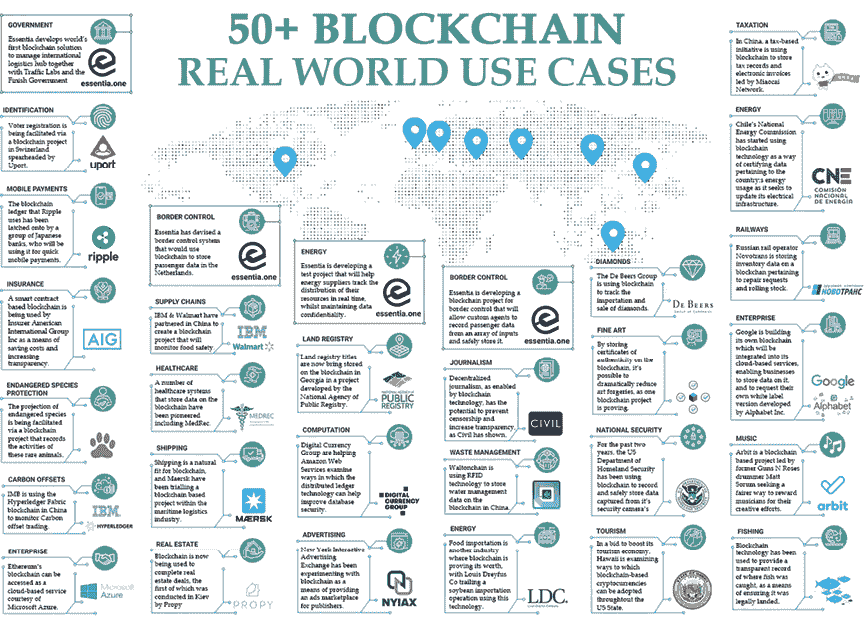 50+ BLOCKCHAIN
REAL WORLD USE CASES
GOVERNMENT
Essentia develops world's
first blockchain solution
to manage international
logistics hub together
with Traffic Labs and the
Finish Government
essentia.one
IDENTIFICATION
Voter registration is
being facilitated via
a blockchain project
in Swizerland
spearheaded by
Uport.
uport
MOBILE PAYMENTS
The blockchain
ledger that Ripple
uses has been
latched onto by a
group of Japanese
banks, who will be
using it for quick
mobile payments.
ripple
INSURANCE
A smart contract
based blockchain is
being used by
Insurer American
International Group
Inc as a means of
saving costs and
increasing
transparency.
AIG
ENDANGERED SPECIES
PROTECTION
The projection of
endangered species
is being facilitated
via a blockchain
project that records
the activities of
these rare animals.
CARBON OFFSETS
IMB is using the
Hyperledger Fabric
blockchain in China
to monitor Carbon
offset trading.
IBM
HYPERLEDGER
ENTERPRISE
Ethereum's
blockchain can be
accessed as a
cloud-based service
courtesy of
Microsoft Azure.
Microsoft
Azure
BORDER CONTROL
Essentia has devised a
border control system
that would use
blockchain to store
passenger data in the
Netherlands.
essentia.one
SUPPLY CHAINS
IBM & Walmart have
partnered in China to
create a blockchain
project that will
monitor food safety.
IBM
Walmart
HEALTHCARE
A number of
healthcare systems
that store data on the
blockchain have
been pioneered
including MedRec.
MEDREC
SHIPPING
Shipping is a natural
fit for blockchain,
and Maersk have
been trialling a
blockchain based
project within the
maritime logistics
industry.
MÆRSK
REAL ESTATE
Blockchain is now
being used to
complete real
estate deals, the
first of which was
conducted in Kiev
by Propy
PROPY
ENERGY
Essentia is developing
a test project that will help
energy suppliers track the
distribution of their
resources in real time,
whilst maintaining data
confidentiality.
essentia.one
LAND REGISTRY
Land registry titles
are now bring stored
on the blockchain in
Georgia in a project
developed by the
National Agency of
Public Registry.
PUBLIC
REGISTRY
COMPUTATION
Digital Currency
Group are helping
Amazon Web
Services examine
ways in which the
distributed ledger
technology can help
improve database
security.
DIGITAL
CURRENCY
GROUP
ADVERTISING
New York Interactive
Advertising
Exchange has been
experimenting with
blockchain as a
means of providing
an ads marketplace
for publishers.
NYIAX
BORDER CONTROL
Essentia is developing a
blockchain project for
border control that will
allow custom agents to
record passenger data
from an array of inputs
and safely store it.
essentia.one
JOURNALISM
Decentralized
journalism, as enabled
by blockchain
technology, has the
potential to prevent
censorship and
increase transparency,
as Civil has shown.
CIVIL
WASTE MANAGEMENT
Waltonchain is
using RFID
technology to store
water management
data on the
blockchain in China.
ENERGY
Food importation is
another industry
where blockchain is
proving its worth,
with Louis Dreyfus
Co trialling a
soybean importation
operation using this
technology.
LDC.
DIAMONDS
The De Beers Group
is using blockchain
to track the
importation and
sale of diamonds.
DE BEERS
FINE ART
By storing
certificates of
authenticity on the
blockchain, it's
possible to
dramatically reduce
art forgeries, as one
blockchain project
is proving.
NATIONAL SECURITY
For the past two
years, the US
Department of
Homeland Security
has been using
blockchain to record
and safely store data
captured from it's
security camera's
TOURISM
In a bid to boost its
tourism economy,
Hawaii is examining
ways to which
blockchain-based
cryptocurrencies
can be adopted
throughout the
US State.
TAXATION
In China, a tax-based
initiative is using
blockchain to store
tax records and
electronic invoices
led by Miaocai
Network.
ENERGY
Chile's National
Energy Commission
has started using
blockchain
technology as a way
of certifying data
pertaining to the
country;s energy
usage as it seeks to
update its electrical
infrastructure.
CNE
COMISIÓN
NACIONAL
DE ENERGÍA
RAILWAYS
Russian rail operator
Novotrans is storing
inventory data on a
blockchain pertaining
to repair requests
and rolling stock.
НОВОТРАНС
ENTERPRISE
Google is building
its own blockchain
which will be
integrated into its
cloud-based services,
enabling businesses
to store data on it,
and to request their
own white label
version developed
by Alphabet Inc.
Google
Alphabet
MUSIC
Arbit is a blockchain
based project led by
former Guns N Roses
drummer Matt
Sorum seeking a
fairer way to reward
musicians for their
creative efforts.
arbit
FISHING
Blockchain
technology has been
used to provide a
transparent record
of where fish was
caught, as a means
of ensuring it was
legally landed.